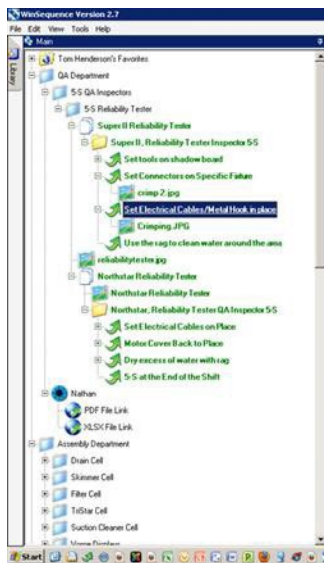 WinSequence Version 2.7
File Edit View Tools Help
Main
Library
Tom Henderson's Favorites
QA Department
5-S QA Inspectors
5-S Reliability Tester
Super II Reliability Tester
Super II, Reliability Tester Inspector 5-S
Set tools on shadow board
Set Connectors on Specific Fixture
crimp 2.jpg
Set Electrical Cables/Metal Hook in place
Crimping JPG
Use the rag to clean water around the area
reliabilitytester.jpg
Northstar Reliability Tester
Northstar Reliability Tester
Northstar, Reliability Tester QA Inspector 5-S
Set Electrical Cables on Place
Motor Cover Back to Place
Dry excess of water with rag
5-S at the End of the Shift
Nathan
PDF File Link
XLSX File Link
Assembly Department
Drain Cell
Skimmer Cell
Filter Cell
TriStar Cell
Suction Cleaner Cell
Start